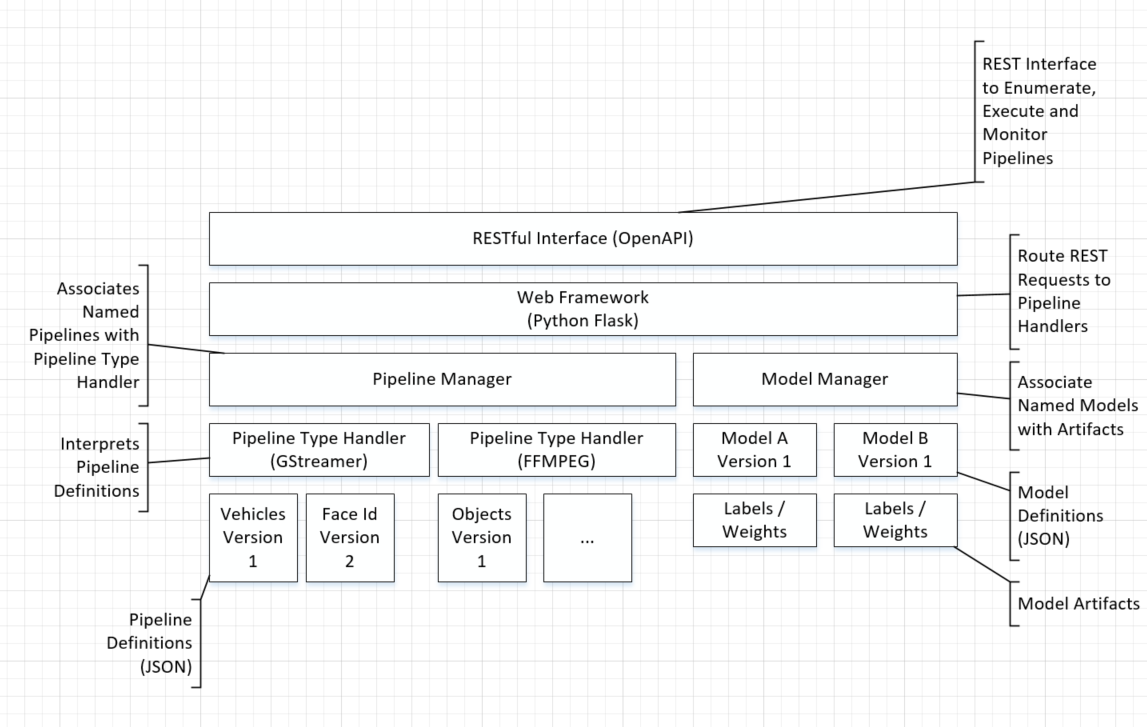 REST Interface
to Enumerate,
Execute and
Monitor
Pipelines
RESTful Interface (OpenAPI)
Route REST
Requests to
Pipeline
Handlers
Web Framework
(Python Flask)
Associates
Named
Pipelines with
Pipeline Type
Handler
Pipeline Manager
Model Manager
Associate
Named Models
with Artifacts
Interprets
Pipeline
Definitions
Pipeline Type Handler
(GStreamer)
Pipeline Type Handler
(FFMPEG)
Model A
Version 1
Model B
Version 1
Model
Definitions
(JSON)
Vehicles
Version
1
Face Id
Version
2
Objects
Version
1
...
Labels /
Weights
Labels /
Weights
Model Artifacts
Pipeline
Definitions
(JSON)